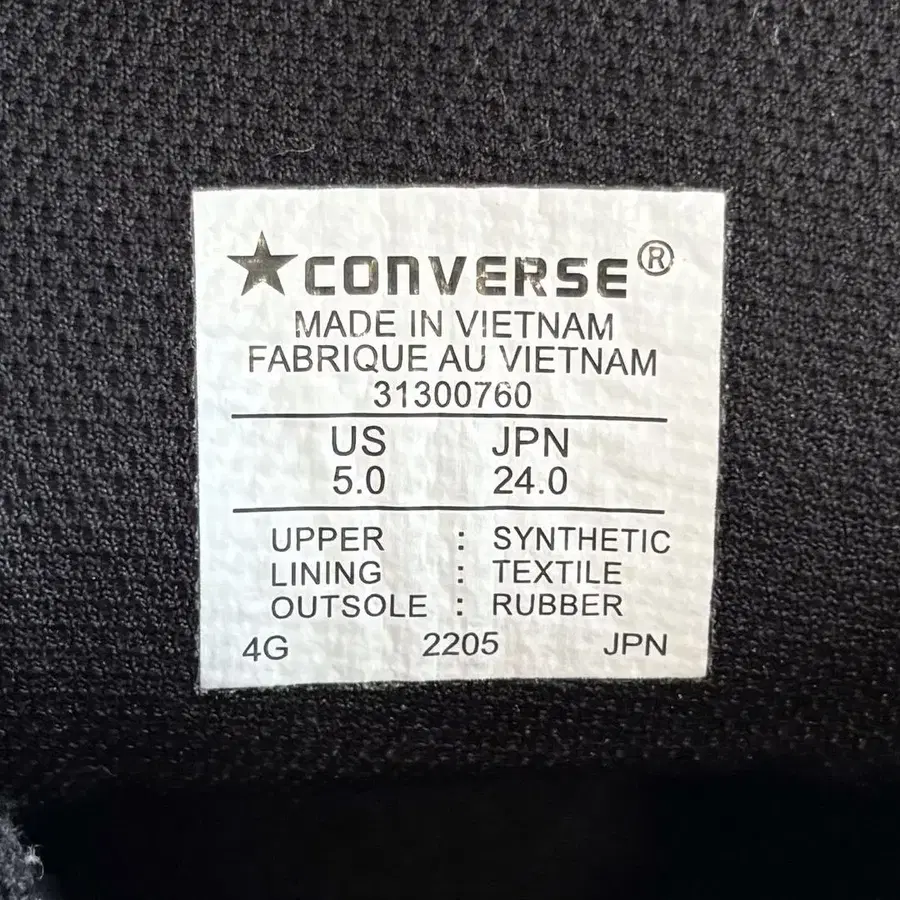 ★CONVERSE®
MADE IN VIETNAM
FABRIQUE AU VIETNAM
31300760
US JPN
5.0 24.0
UPPER : SYNTHETIC
LINING : TEXTILE
OUTSOLE : RUBBER
4G 2205 JPN